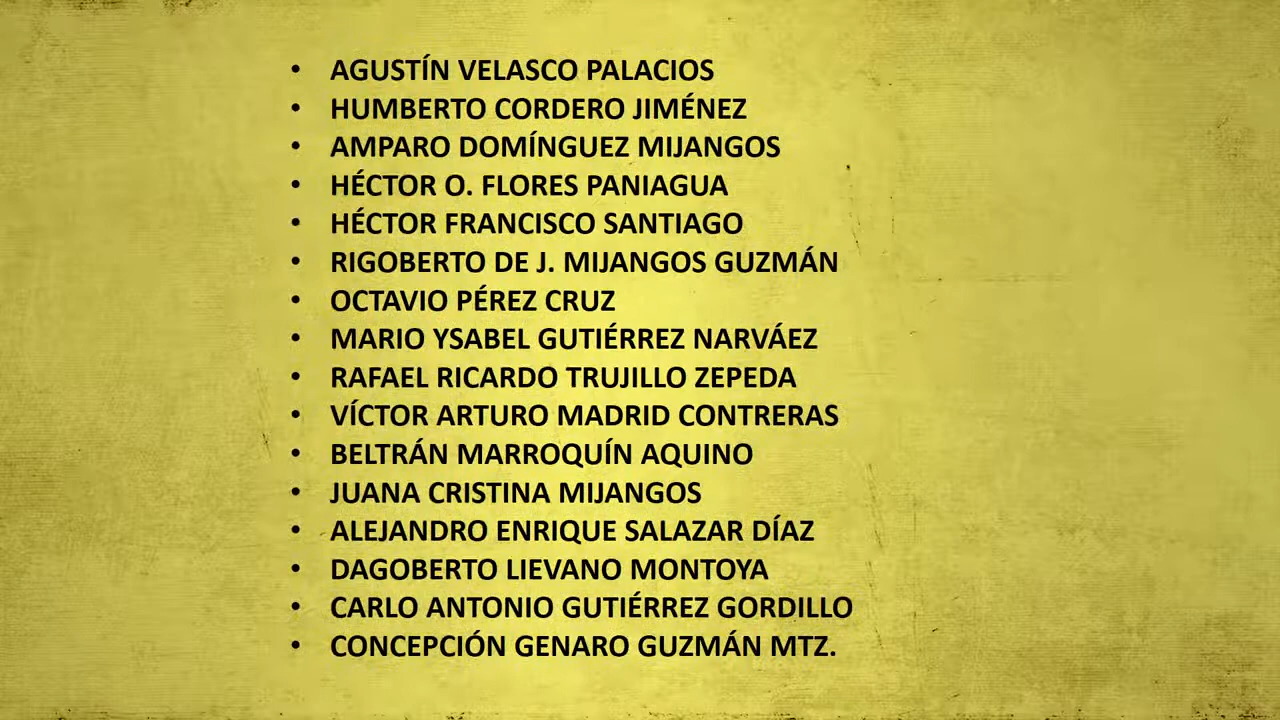 • AGUSTÍN VELASCO PALACIOS
• HUMBERTO CORDERO JIMÉNEZ
• AMPARO DOMÍNGUEZ MIJANGOS
• HÉCTOR O. FLORES PANIAGUA
• HÉCTOR FRANCISCO SANTIAGO
• RIGOBERTO DE J. MIJANGOS GUZMÁN
• OCTAVIO PÉREZ CRUZ
• MARIO YSABEL GUTIÉRREZ NARVÁEZ
• RAFAEL RICARDO TRUJILLO ZEPEDA
• VÍCTOR ARTURO MADRID CONTRERAS
• BELTRÁN MARROQUÍN AQUINO
• JUANA CRISTINA MIJANGOS
• ALEJANDRO ENRIQUE SALAZAR DÍAZ
• DAGOBERTO LIEVANO MONTOYA
• CARLO ANTONIO GUTIÉRREZ GORDILLO
• CONCEPCIÓN GENARO GUZMÁN MTZ.